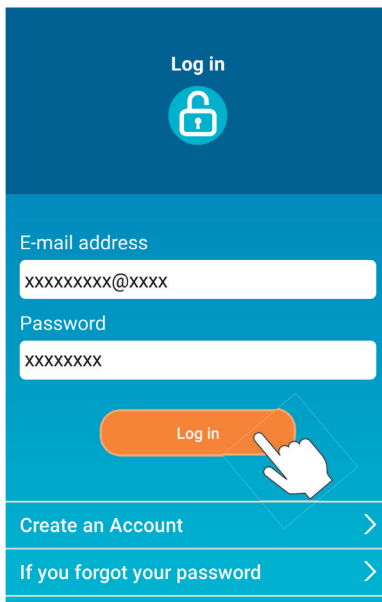 Log in
E-mail address
xxxxxxxxx@xxxx
Password
xxxxxxxx
Log in
Create an Account
If you forgot your password